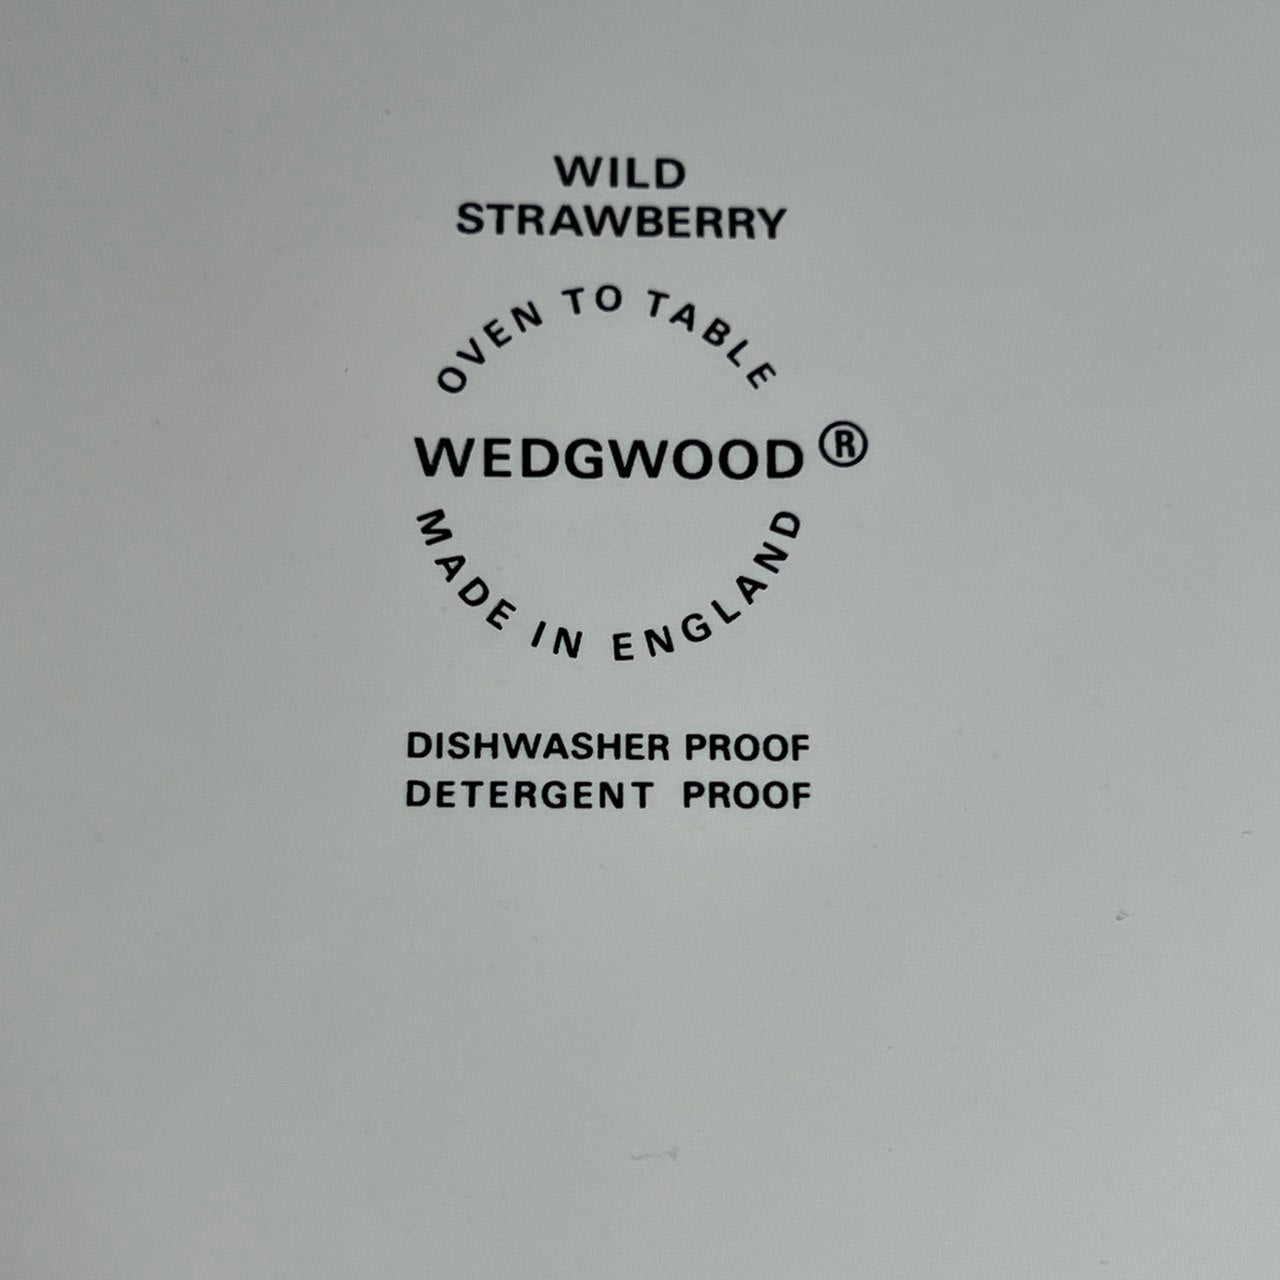 WILD
STRAWBERRY
OVEN TO TABLE
WEDGWOOD ®
MADE IN ENGLAND
DISHWASHER PROOF
DETERGENT PROOF